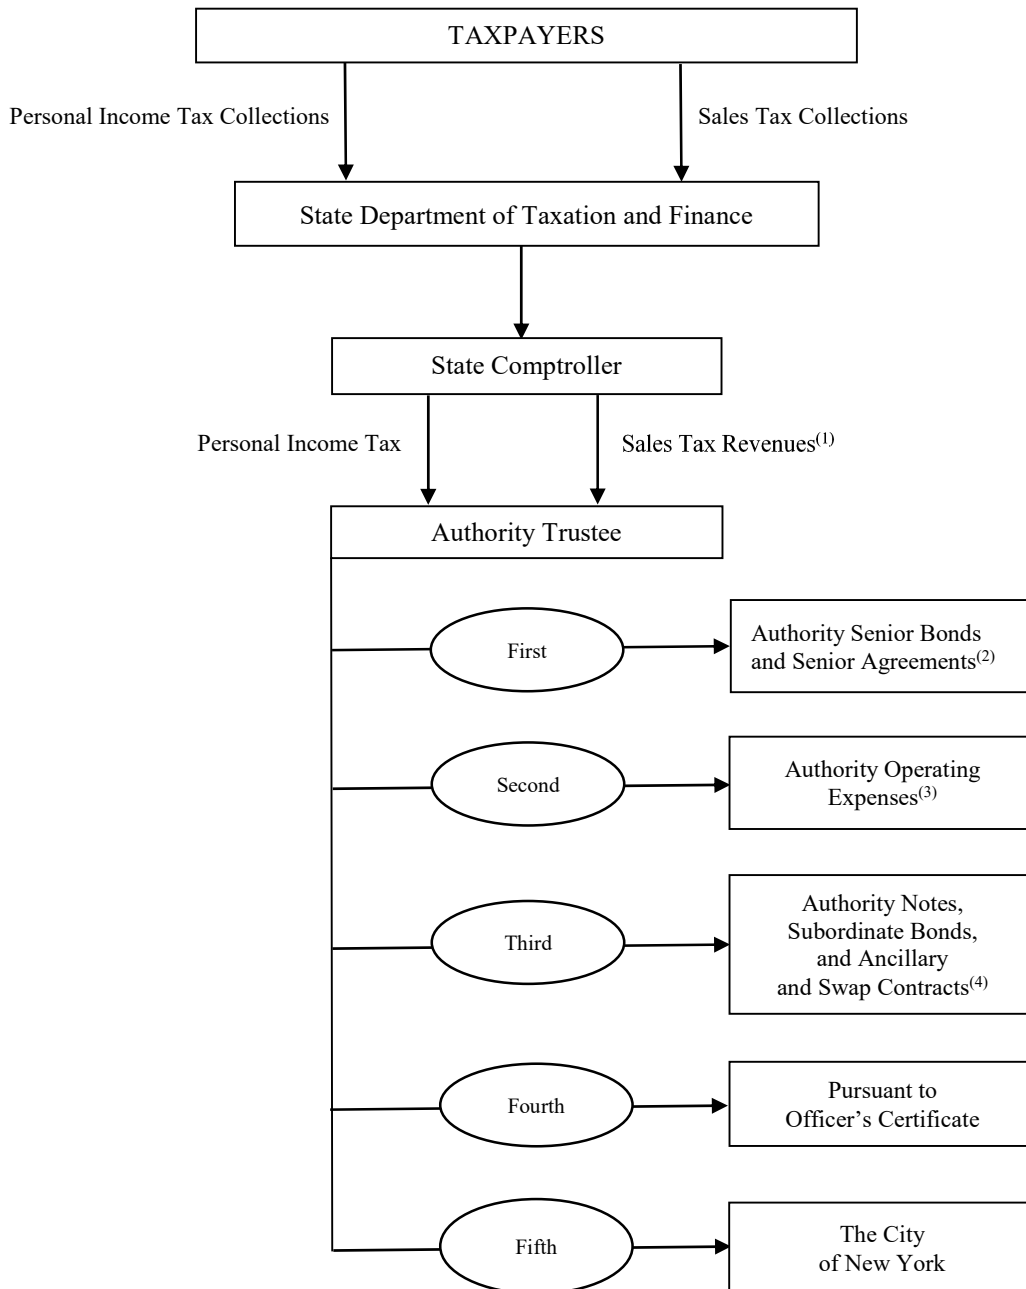 TAXPAYERS
Personal Income Tax Collections
Sales Tax Collections
State Department of Taxation and Finance
State Comptroller
Personal Income Tax
Sales Tax Revenues(1)
Authority Trustee
First
Authority Senior Bonds
and Senior Agreements(2)
Second
Authority Operating
Expenses(3)
Third
Authority Notes,
Subordinate Bonds,
and Ancillary
and Swap Contracts(4)
Fourth
Pursuant to
Officer’s Certificate
Fifth
The City
of New York